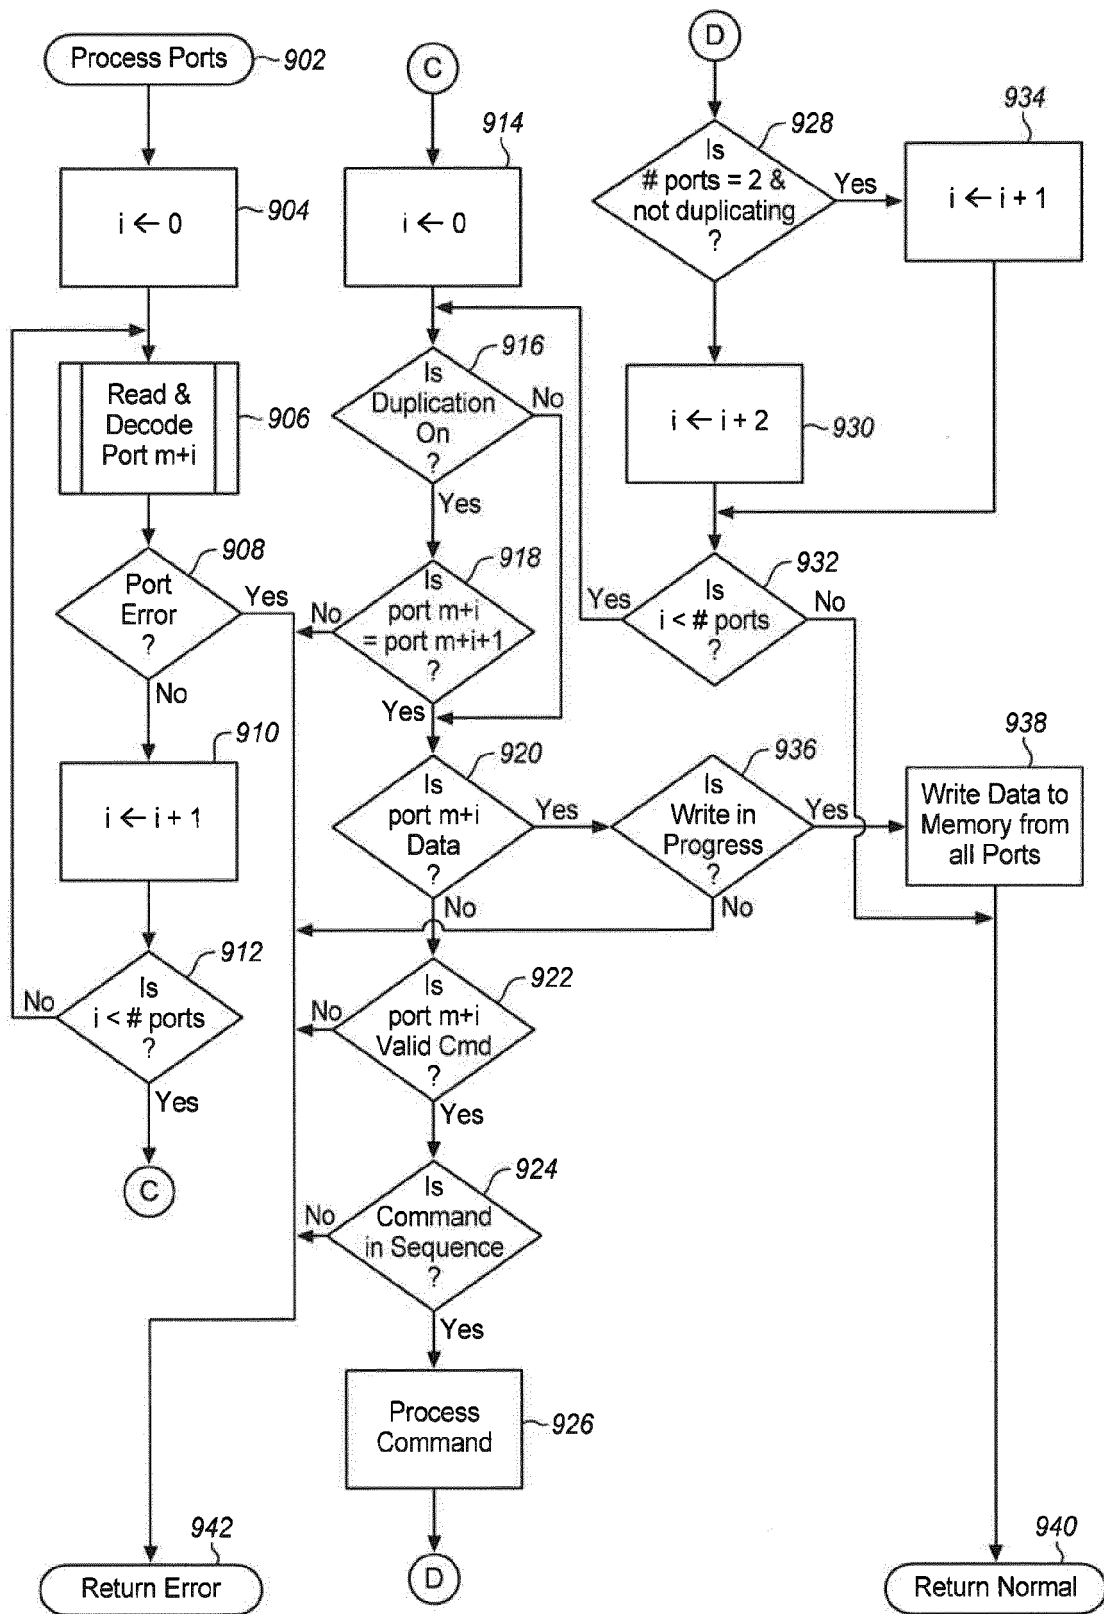 Process Ports
902
i ← 0
904
Read &
Decode
Port m+i
906
Port
Error
?
908
Yes
No
i ← i + 1
910
Is
i < # ports
?
912
No
Yes
C
Return Error
942
C
i ← 0
914
Is
Duplication
On
?
916
No
Yes
Is
port m+i
= port m+i+1
?
918
No
Yes
Is
port m+i
Data
?
920
Yes
No
Is
port m+i
Valid Cmd
?
922
No
Yes
Is
Command
in Sequence
?
924
No
Yes
Process
Command
926
D
D
Is
# ports = 2 &
not duplicating
?
928
Yes
i ← i + 1
934
i ← i + 2
930
Is
i < # ports
?
932
Yes
No
Is
Write in
Progress
?
936
Yes
No
Write Data to
Memory from
all Ports
938
Return Normal
940